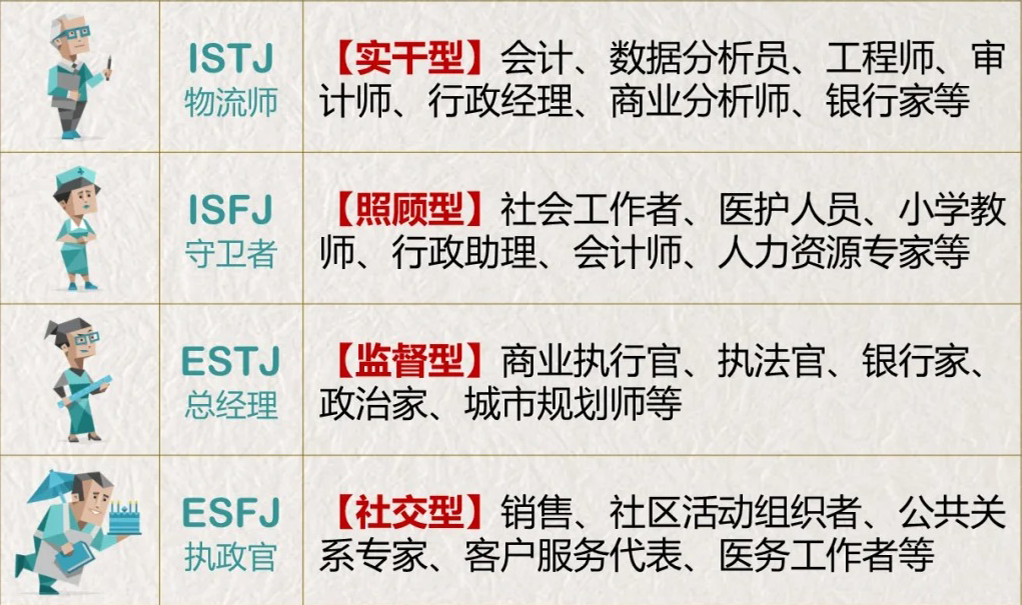 ISTJ
物流师
【实干型】会计、数据分析员、工程师、审
计师、行政经理、商业分析师、银行家等
ISFJ
守卫者
【照顾型】社会工作者、医护人员、小学教
师、行政助理、会计师、人力资源专家等
ESTJ
总经理
【监督型】商业执行官、执法官、银行家、
政治家、城市规划师等
ESFJ
执政官
【社交型】销售、社区活动组织者、公共关
系专家、客户服务代表、医务工作者等